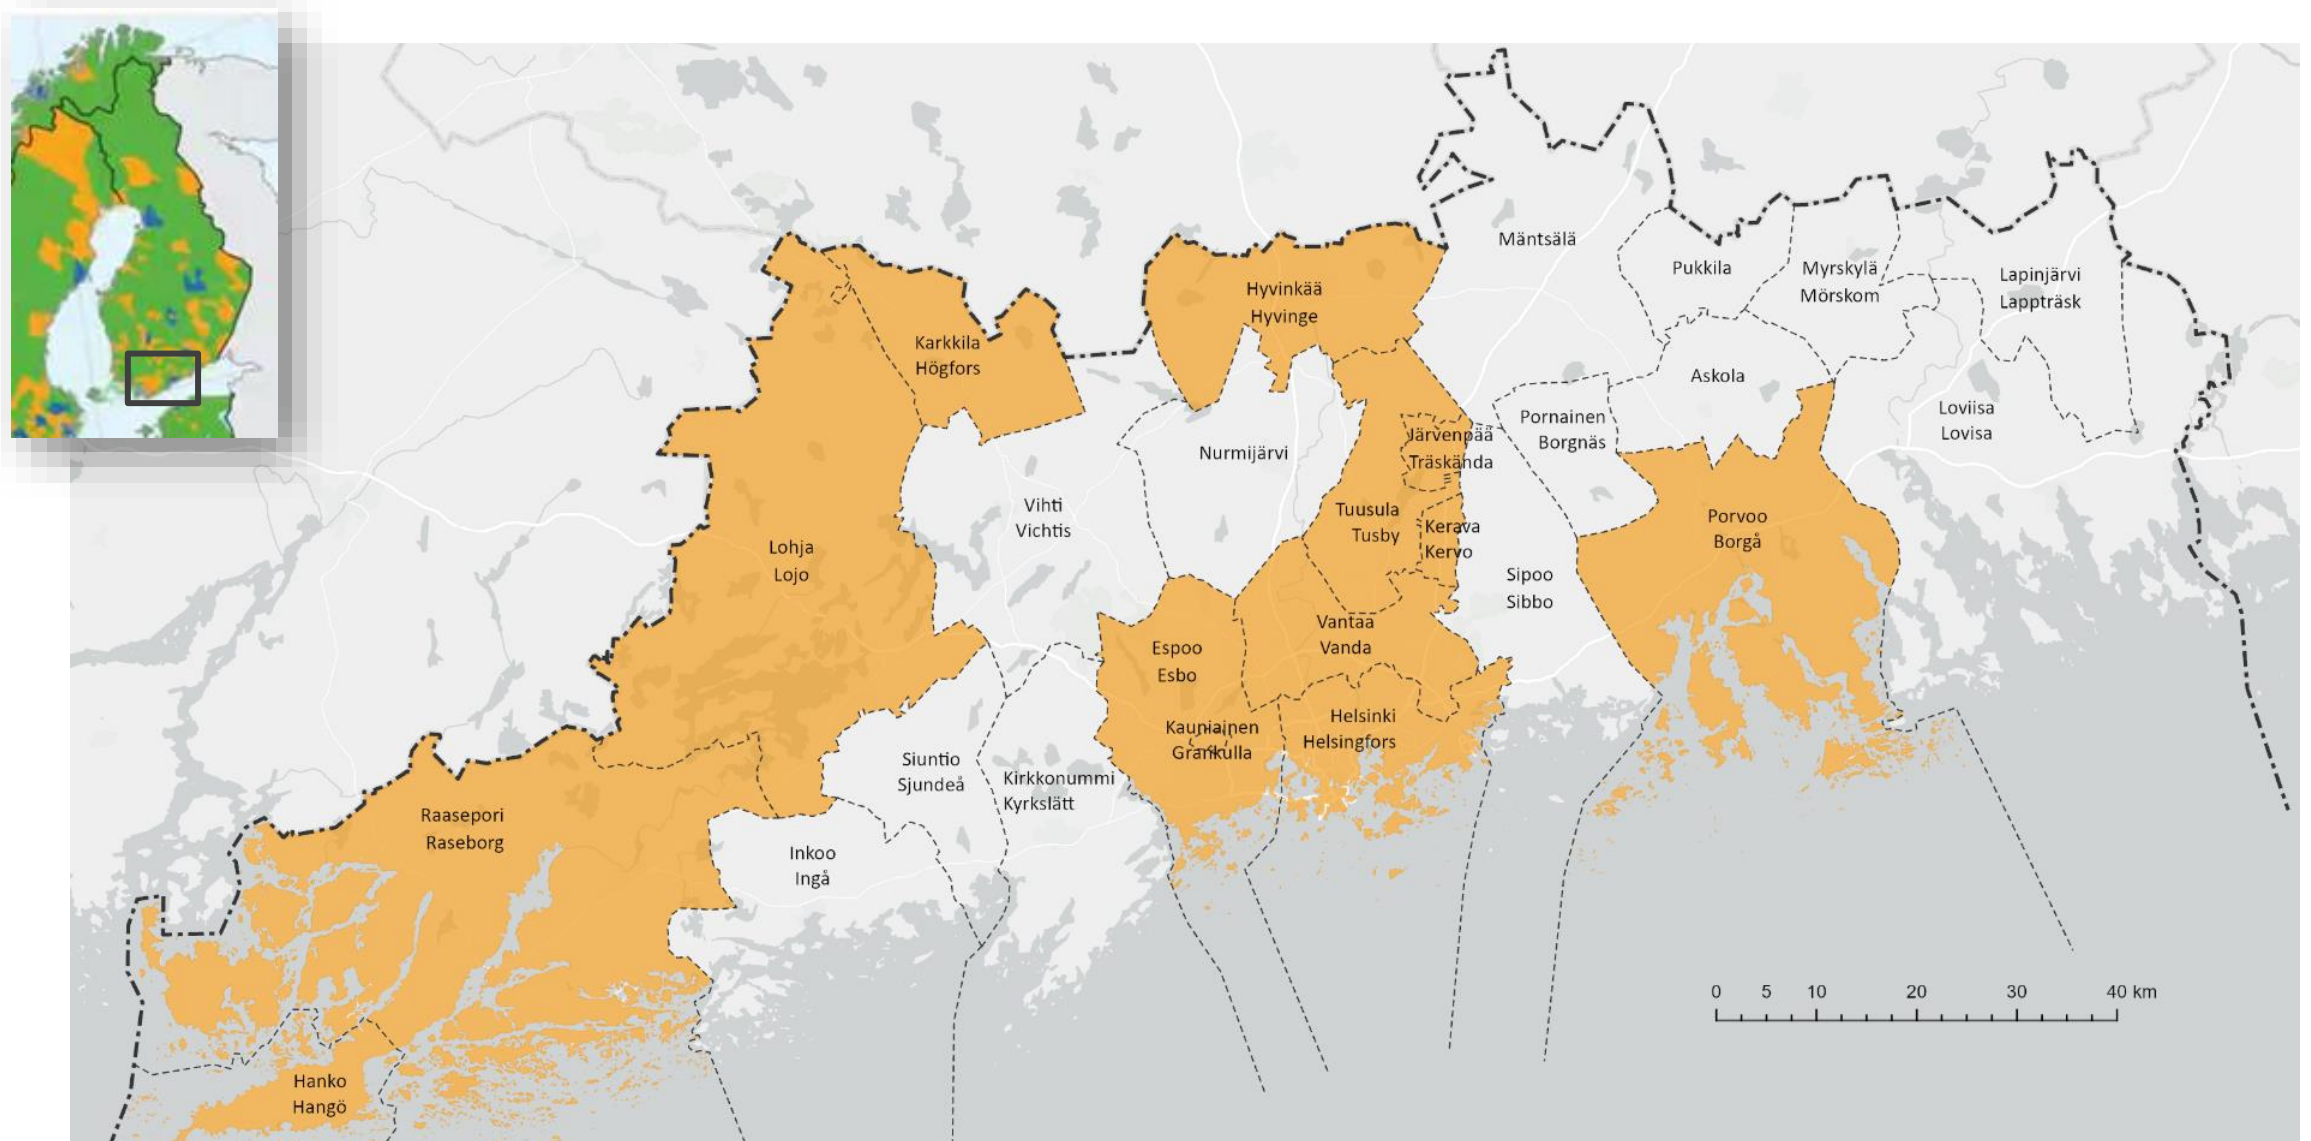 Mäntsälä
Pukkila
Myrskylä
Mörskom
Lapinjärvi
Lappträsk
Hyvinkää
Hyvinge
Karkkila
Högfors
Askola
Loviisa
Lovisa
Pornainen
Borgnäs
Järvenpää
Träskända
Nurmijärvi
Vihti
Vichtis
Tuusula
Tusby
Kerava
Kervo
Porvoo
Borgå
Lohja
Lojo
Sipoo
Sibbo
Vantaa
Vanda
Espoo
Esbo
Kauniainen
Grankulla
Helsinki
Helsingfors
Siuntio
Sjundeå
Kirkkonummi
Kyrkslätt
Raasepori
Raseborg
Inkoo
Ingå
Hanko
Hangö
0 5 10 20 30 40 km